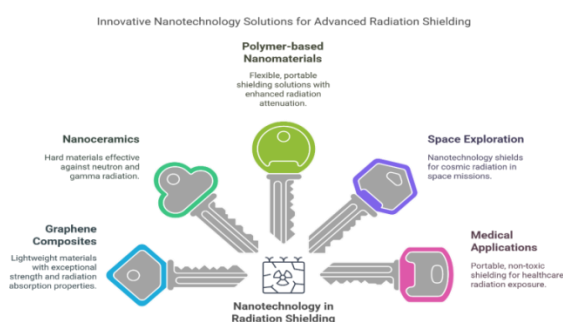 Innovative Nanotechnology Solutions for Advanced Radiation Shielding
Polymer-based
Nanomaterials
Flexible, portable
shielding solutions with
enhanced radiation
attenuation.
Nanoceramics
Hard materials effective
against neutron and
gamma radiation.
Space Exploration
Nanotechnology shields
for cosmic radiation in
space missions.
Graphene
Composites
Lightweight materials
with exceptional
strength and radiation
absorption properties.
Medical
Applications
Portable, non-toxic
shielding for healthcare
radiation exposure.
Nanotechnology in
Radiation Shielding